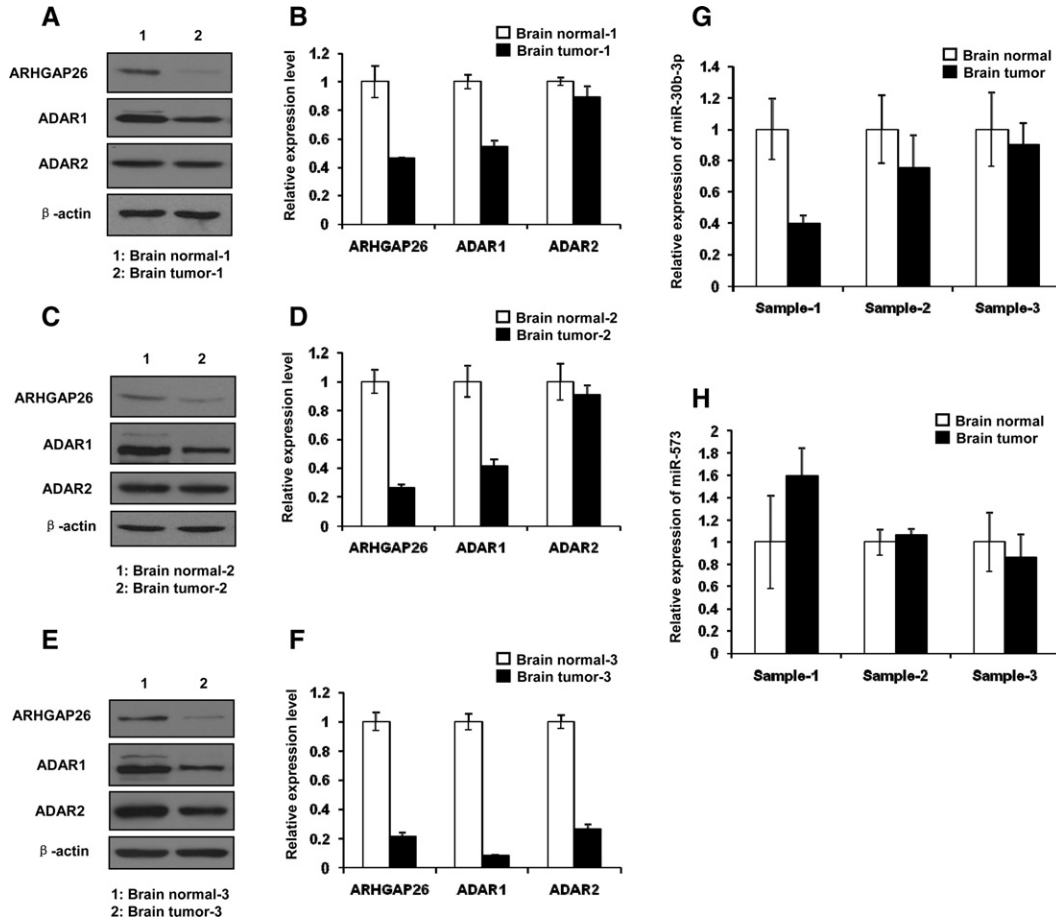 A
1 2
ARHGAP26
ADAR1
ADAR2
β-actin
1: Brain normal-1
2: Brain tumor-1
B
Brain normal-1
Brain tumor-1
Relative expression level
1.2
1
0.8
0.6
0.4
0.2
0
ARHGAP26 ADAR1 ADAR2
C
1 2
ARHGAP26
ADAR1
ADAR2
β-actin
1: Brain normal-2
2: Brain tumor-2
D
Brain normal-2
Brain tumor-2
Relative expression level
1.2
1
0.8
0.6
0.4
0.2
0
ARHGAP26 ADAR1 ADAR2
E
1 2
ARHGAP26
ADAR1
ADAR2
β-actin
1: Brain normal-3
2: Brain tumor-3
F
Brain normal-3
Brain tumor-3
Relative expression level
1.2
1
0.8
0.6
0.4
0.2
0
ARHGAP26 ADAR1 ADAR2
G
Brain normal
Brain tumor
Relative expression of miR-30b-3p
1.4
1.2
1
0.8
0.6
0.4
0.2
0
Sample-1 Sample-2 Sample-3
H
Brain normal
Brain tumor
Relative expression of miR-573
2
1.8
1.6
1.4
1.2
1
0.8
0.6
0.4
0.2
0
Sample-1 Sample-2 Sample-3